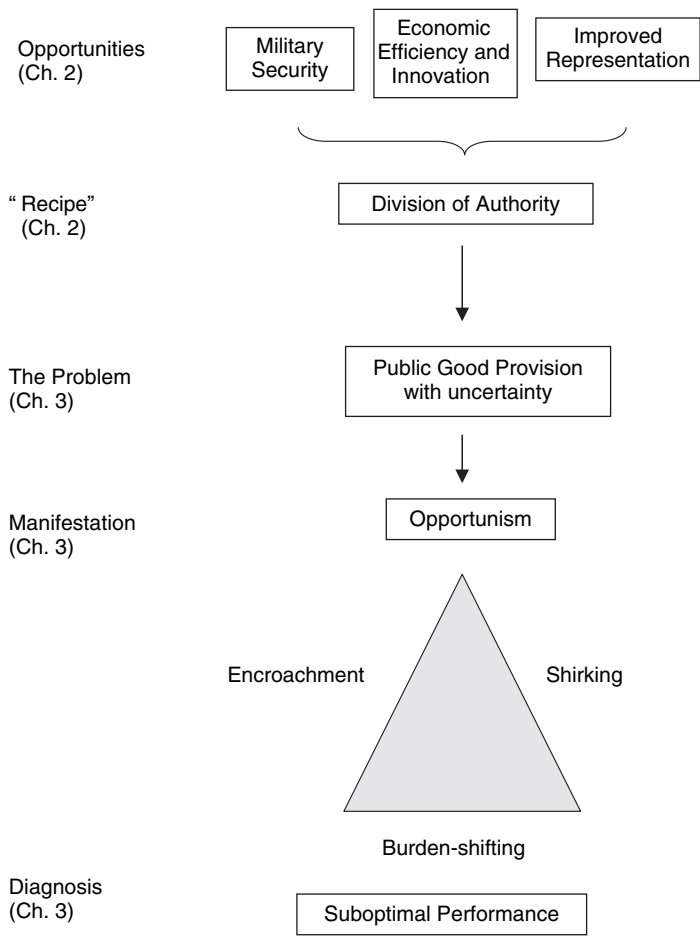 Opportunities
(Ch. 2)
Military
Security
Economic
Efficiency and
Innovation
Improved
Representation
“ Recipe”
(Ch. 2)
Division of Authority
The Problem
(Ch. 3)
Public Good Provision
with uncertainty
Manifestation
(Ch. 3)
Opportunism
Encroachment
Shirking
Burden-shifting
Diagnosis
(Ch. 3)
Suboptimal Performance